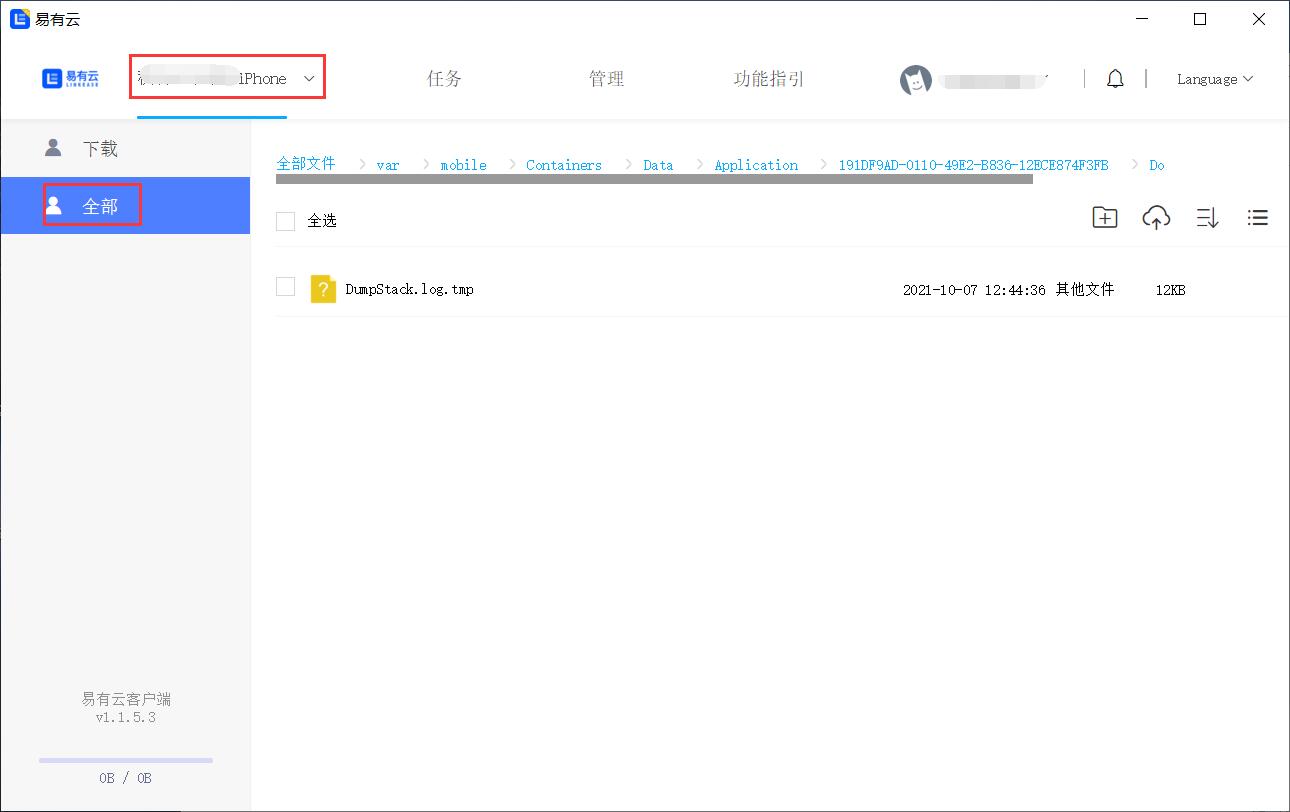 易有云
易有云
LINKEASE
iPhone
任务
管理
功能指引
Language
下载
全部
全部文件 var mobile Containers Data Application 191DF9AD-0110-49E2-B836-12ECE874F3FB Do
全选
DumpStack.log.tmp 2021-10-07 12:44:36 其他文件 12KB
易有云客户端
v1.1.5.3
0B / 0B